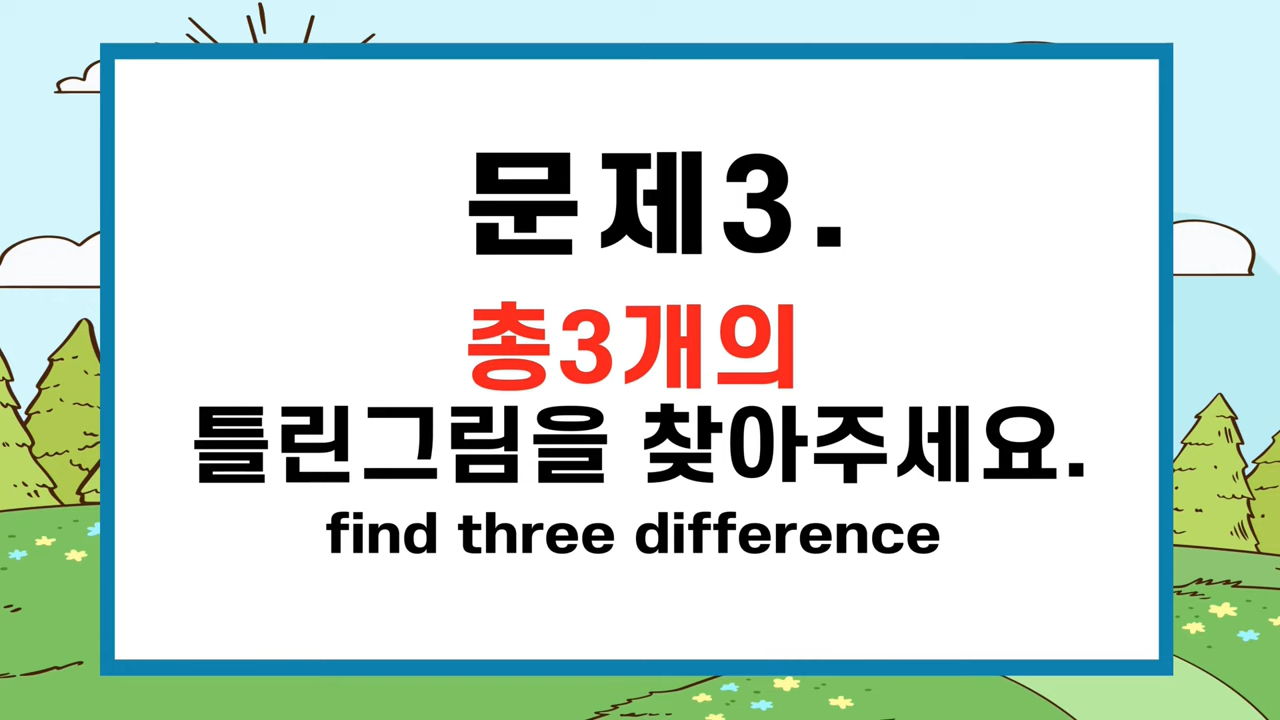 문제3.
총3개의
틀린그림을 찾아주세요.
find three difference